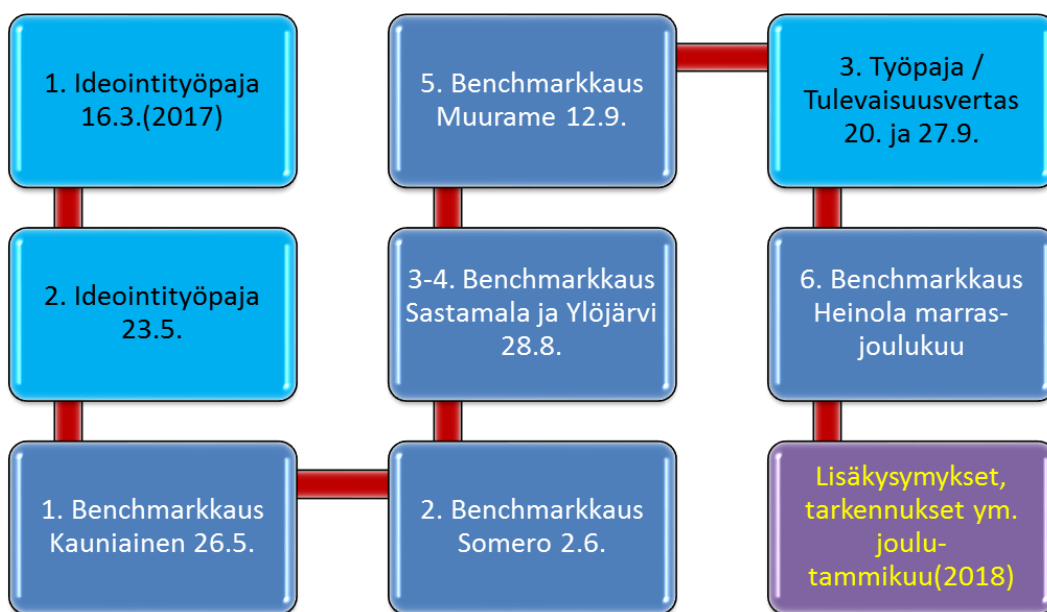 1. Ideointityöpaja
16.3.(2017)
2. Ideointityöpaja
23.5.
1. Benchmarkkaus
Kauniainen 26.5.
2. Benchmarkkaus
Somero 2.6.
3-4. Benchmarkkaus
Sastamala ja Ylöjärvi
28.8.
5. Benchmarkkaus
Muurame 12.9.
3. Työpaja /
Tulevaisuusvertas
20. ja 27.9.
6. Benchmarkkaus
Heinola marras-
joulukuu
Lisäkysymykset,
tarkennukset ym.
joulu-
tammikuu(2018)